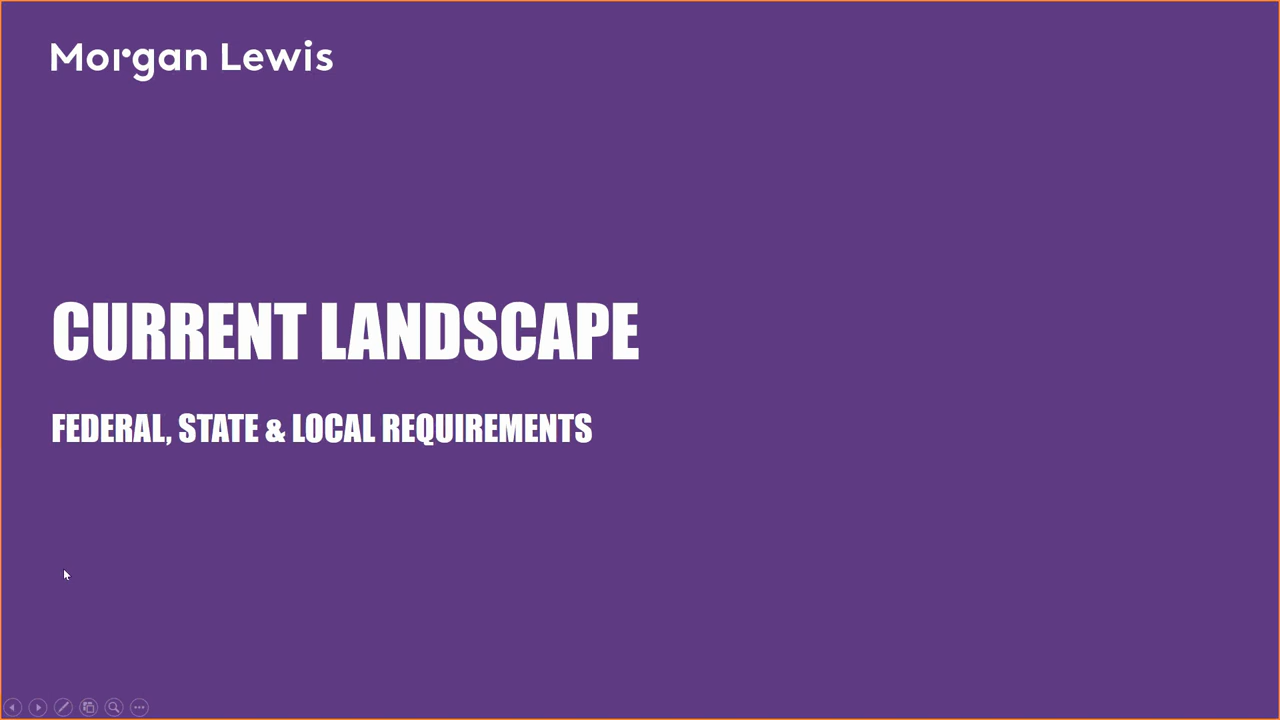 Morgan Lewis
CURRENT LANDSCAPE
FEDERAL, STATE & LOCAL REQUIREMENTS